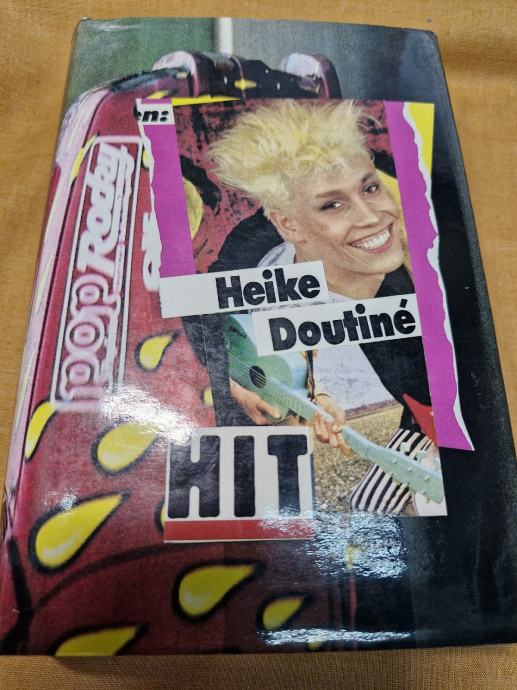 en:
pop Rocky
Heike
Doutiné
HIT